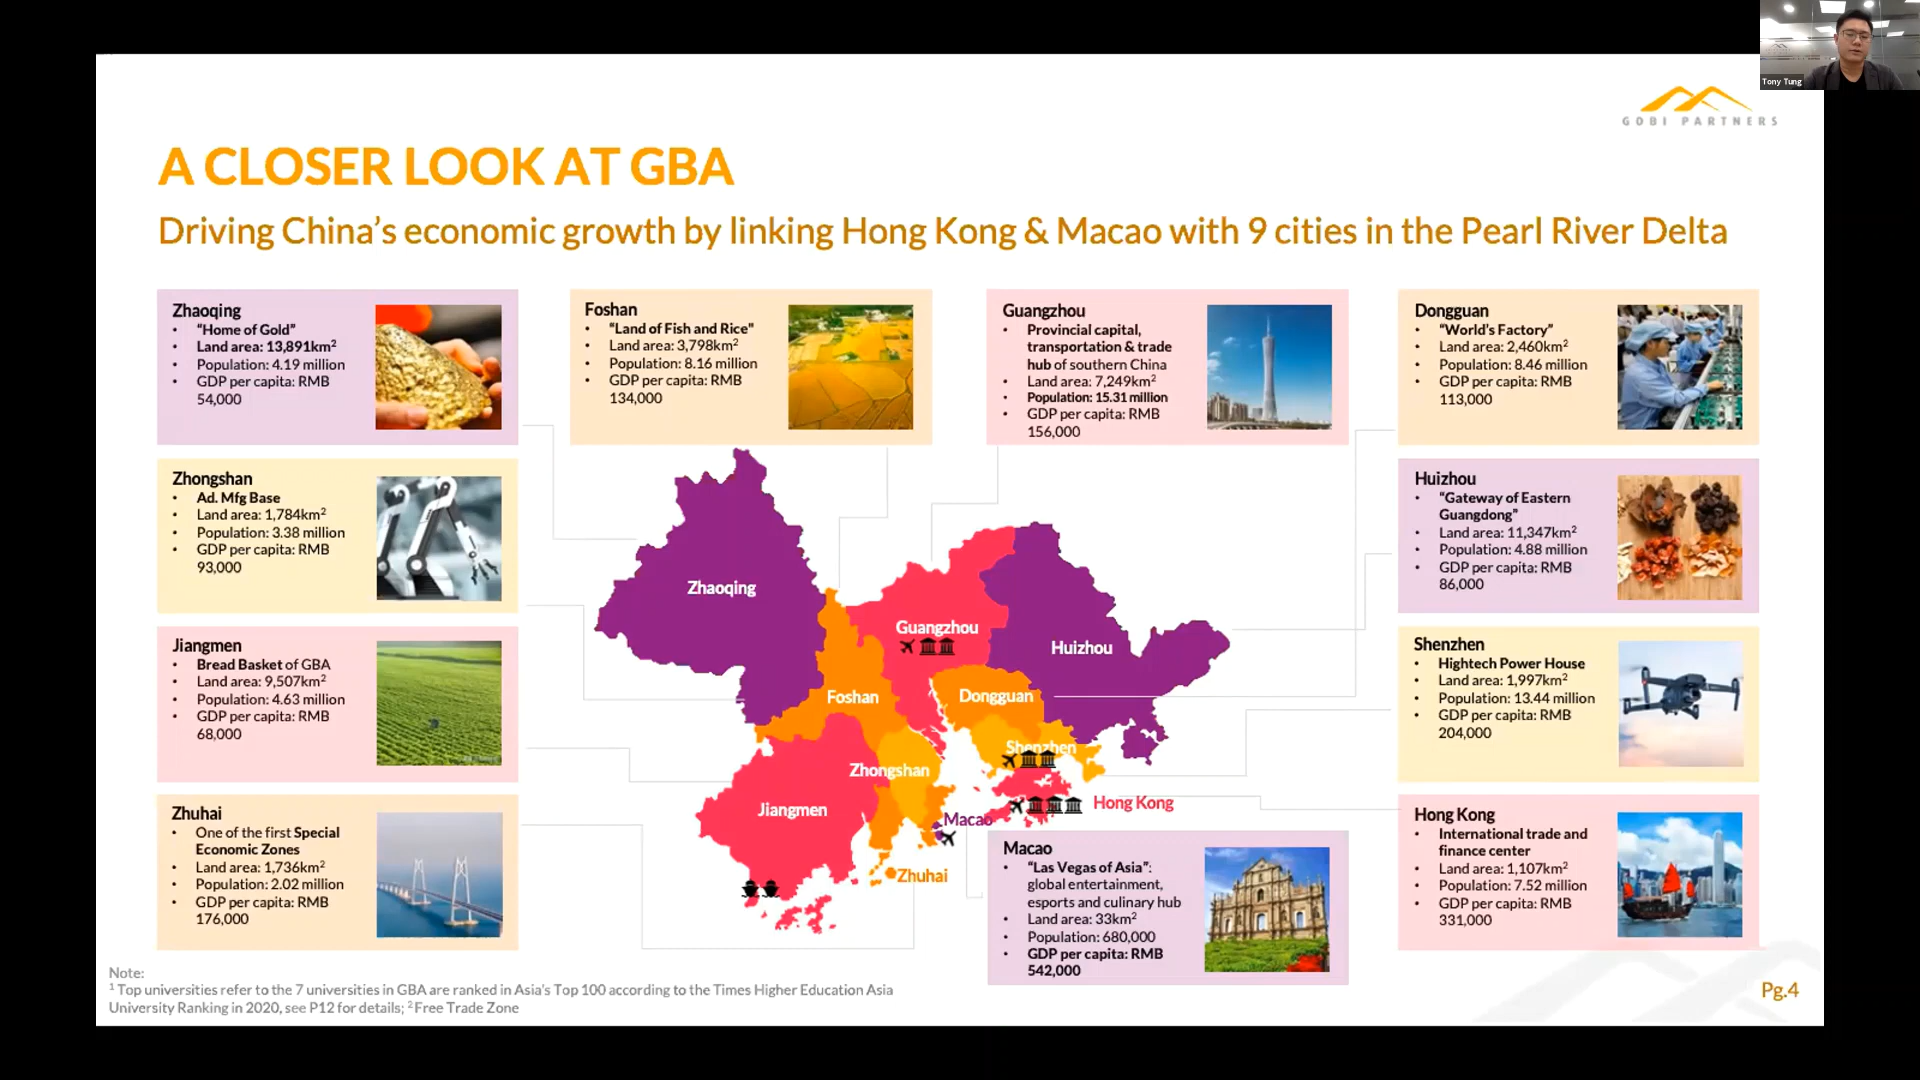 Tony Tung
GOBI PARTNERS
A CLOSER LOOK AT GBA
Driving China's economic growth by linking Hong Kong & Macao with 9 cities in the Pearl River Delta
Zhaoqing
• “Home of Gold”
• Land area: 13,891km²
• Population: 4.19 million
• GDP per capita: RMB
54,000
Foshan
• “Land of Fish and Rice”
• Land area: 3,798km²
• Population: 8.16 million
• GDP per capita: RMB
134,000
Guangzhou
• Provincial capital,
transportation & trade
hub of southern China
• Land area: 7,249km²
• Population: 15.31 million
• GDP per capita: RMB
156,000
Dongguan
• “World's Factory”
• Land area: 2,460km²
• Population: 8.46 million
• GDP per capita: RMB
113,000
Zhongshan
• Ad. Mfg Base
• Land area: 1,784km²
• Population: 3.38 million
• GDP per capita: RMB
93,000
Huizhou
• “Gateway of Eastern
Guangdong”
• Land area: 11,347km²
• Population: 4.88 million
• GDP per capita: RMB
86,000
Jiangmen
• Bread Basket of GBA
• Land area: 9,507km²
• Population: 4.63 million
• GDP per capita: RMB
68,000
Shenzhen
• Hightech Power House
• Land area: 1,997km²
• Population: 13.44 million
• GDP per capita: RMB
204,000
Zhuhai
• One of the first Special
Economic Zones
• Land area: 1,736km²
• Population: 2.02 million
• GDP per capita: RMB
176,000
Hong Kong
• International trade and
finance center
• Land area: 1,107km²
• Population: 7.52 million
• GDP per capita: RMB
331,000
Macao
• “Las Vegas of Asia”:
global entertainment,
esports and culinary hub
• Land area: 33km²
• Population: 680,000
• GDP per capita: RMB
542,000
Zhaoqing
Guangzhou
Huizhou
Foshan
Dongguan
Shenzhen
Zhongshan
Jiangmen
Hong Kong
Macao
Zhuhai
Note:
¹ Top universities refer to the 7 universities in GBA are ranked in Asia's Top 100 according to the Times Higher Education Asia
University Ranking in 2020, see P12 for details; ² Free Trade Zone
Pg.4